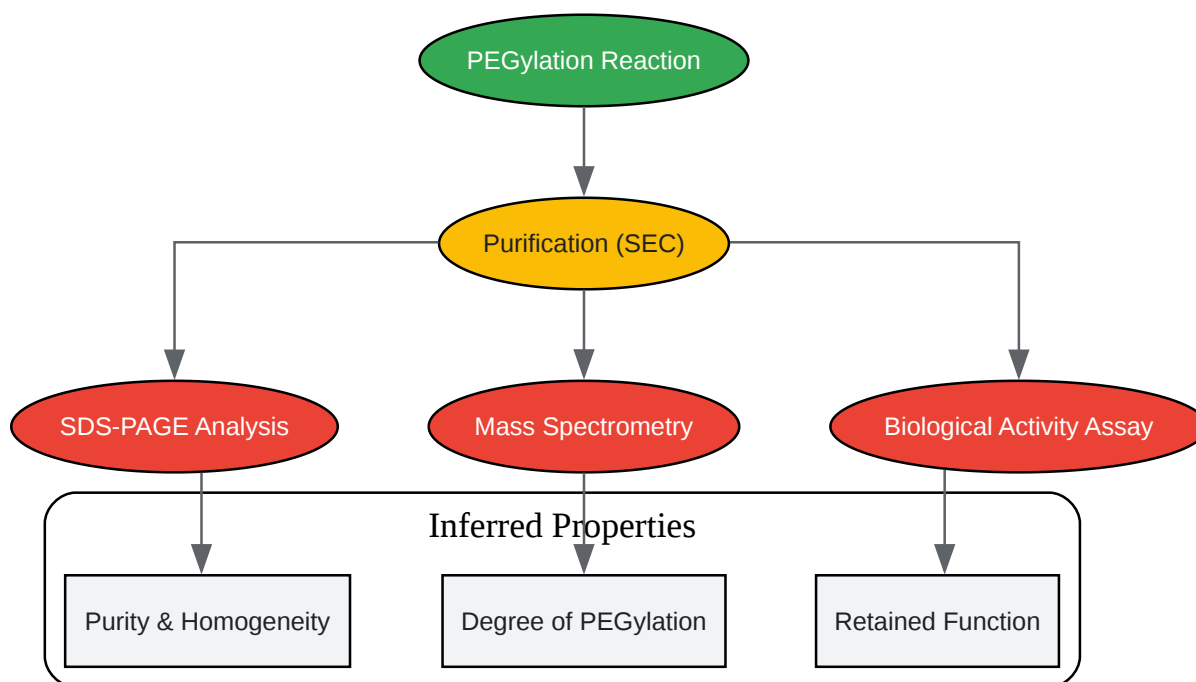 PEGylation Reaction
Purification (SEC)
SDS-PAGE Analysis
Mass Spectrometry
Biological Activity Assay
Inferred Properties
Purity & Homogeneity
Degree of PEGylation
Retained Function